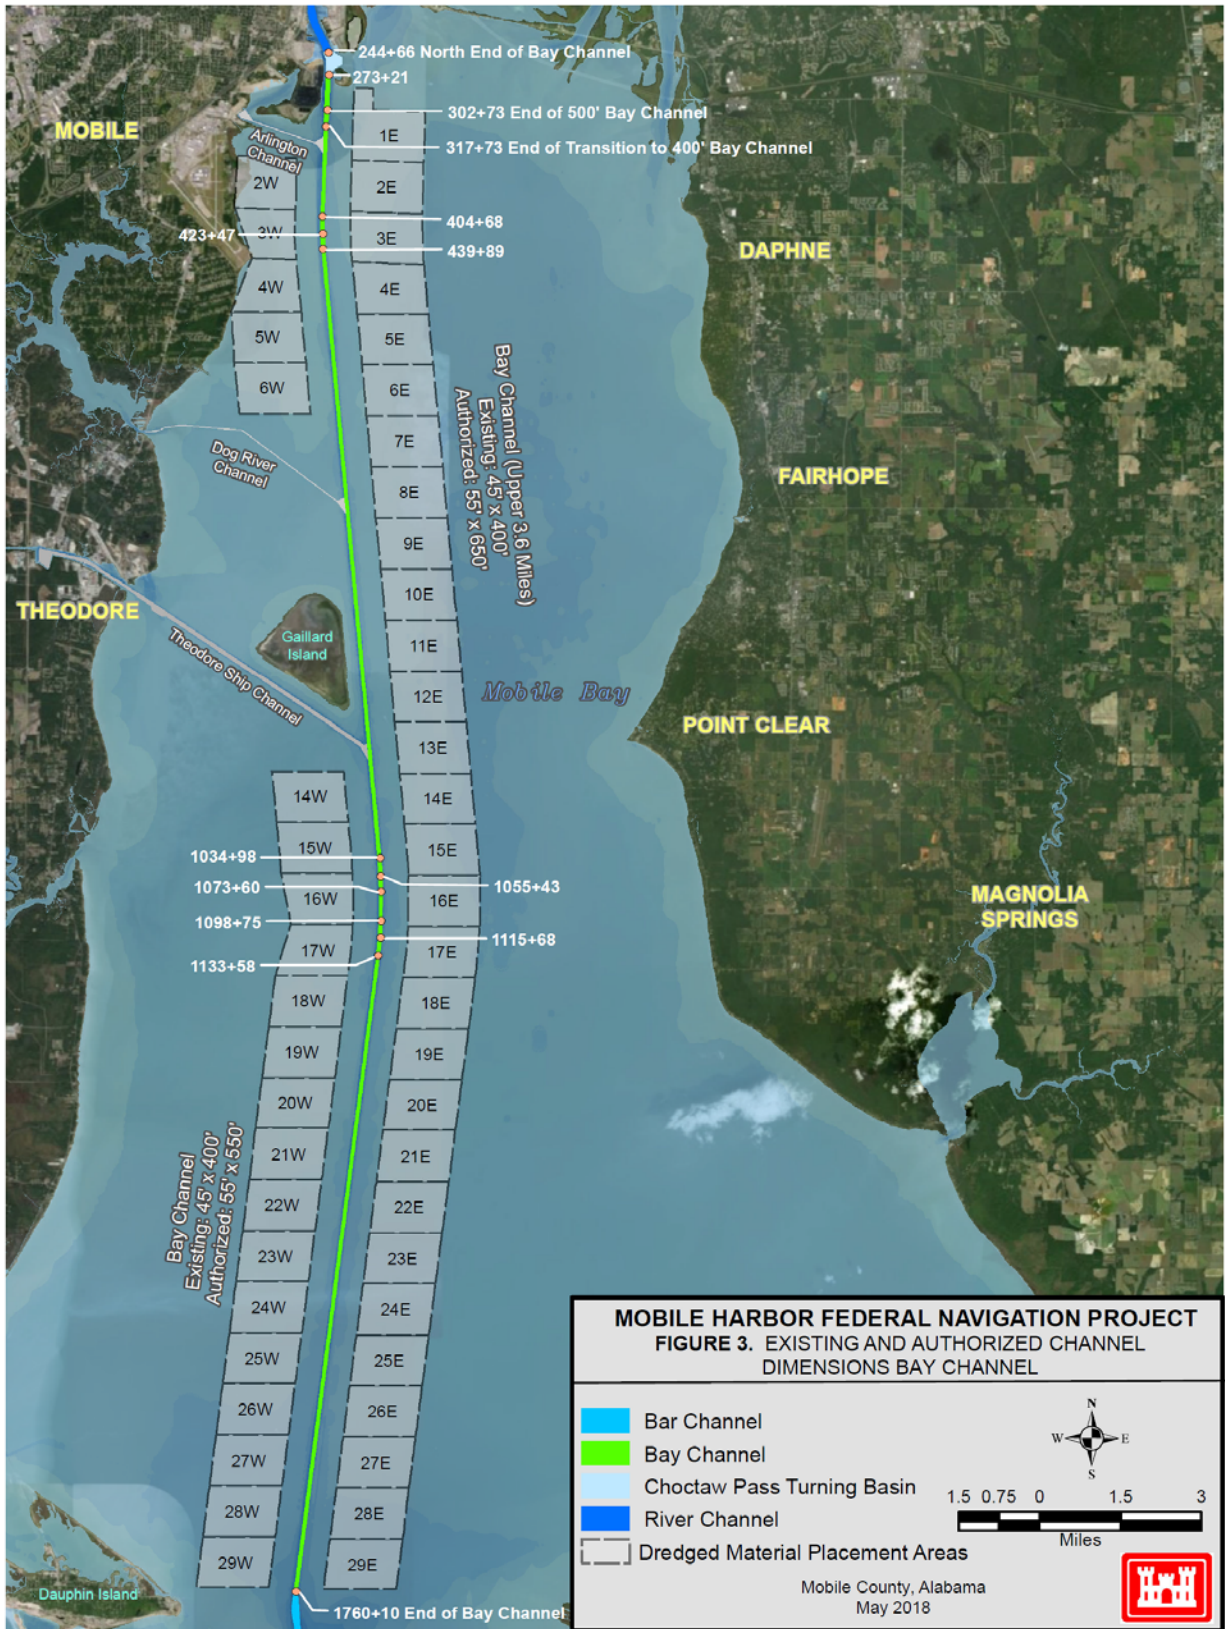 244+66 North End of Bay Channel
273+21
302+73 End of 500' Bay Channel
317+73 End of Transition to 400' Bay Channel
MOBILE
Arlington
Channel
1E
2W
2E
404+68
423+47
3W
3E
439+89
DAPHNE
4W
4E
5W
5E
6W
6E
Bay Channel (Upper 3.6 Miles)
Existing: 45' x 400'
Authorized: 55' x 650'
7E
Dog River
Channel
FAIRHOPE
8E
9E
10E
THEODORE
Gaillard
Island
11E
Theodore Ship Channel
12E
Mobile Bay
POINT CLEAR
13E
14W
14E
15W
15E
1034+98
1055+43
1073+60
16W
16E
MAGNOLIA
SPRINGS
1098+75
1115+68
17W
17E
1133+58
18W
18E
19W
19E
20W
20E
Bay Channel
Existing: 45' x 400'
Authorized: 55' x 550'
21W
21E
22W
22E
23W
23E
24W
24E
25W
25E
26W
26E
27W
27E
28W
28E
29W
29E
Dauphin Island
1760+10 End of Bay Channel
MOBILE HARBOR FEDERAL NAVIGATION PROJECT
FIGURE 3. EXISTING AND AUTHORIZED CHANNEL
DIMENSIONS BAY CHANNEL
Bar Channel
Bay Channel
Choctaw Pass Turning Basin
River Channel
Dredged Material Placement Areas
N
W E
S
1.5 0.75 0 1.5 3
Miles
Mobile County, Alabama
May 2018